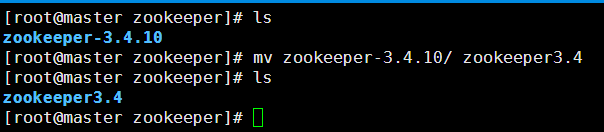 [root@master zookeeper]# ls
zookeeper-3.4.10
[root@master zookeeper]# mv zookeeper-3.4.10/ zookeeper3.4
[root@master zookeeper]# ls
zookeeper3.4
[root@master zookeeper]#